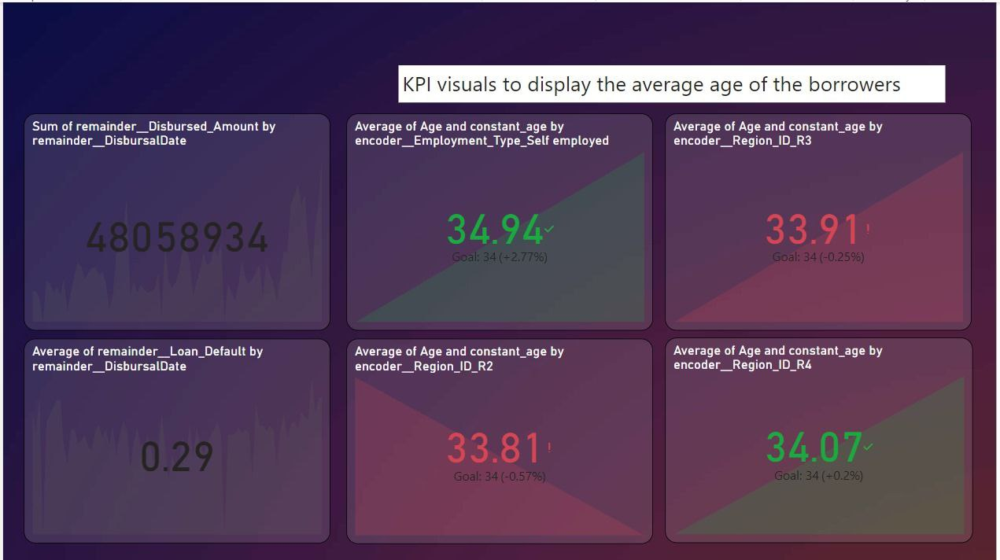 KPI visuals to display the average age of the borrowers
Sum of remainder__Disbursed_Amount by
remainder__DisbursalDate
48058934
Average of Age and constant_age by
encoder__Employment_Type_Self employed
34.94✓
Goal: 34 (+2.77%)
Average of Age and constant_age by
encoder__Region_ID_R3
33.91!
Goal: 34 (-0.25%)
Average of remainder__Loan_Default by
remainder__DisbursalDate
0.29
Average of Age and constant_age by
encoder__Region_ID_R2
33.81!
Goal: 34 (-0.57%)
Average of Age and constant_age by
encoder__Region_ID_R4
34.07✓
Goal: 34 (+0.2%)